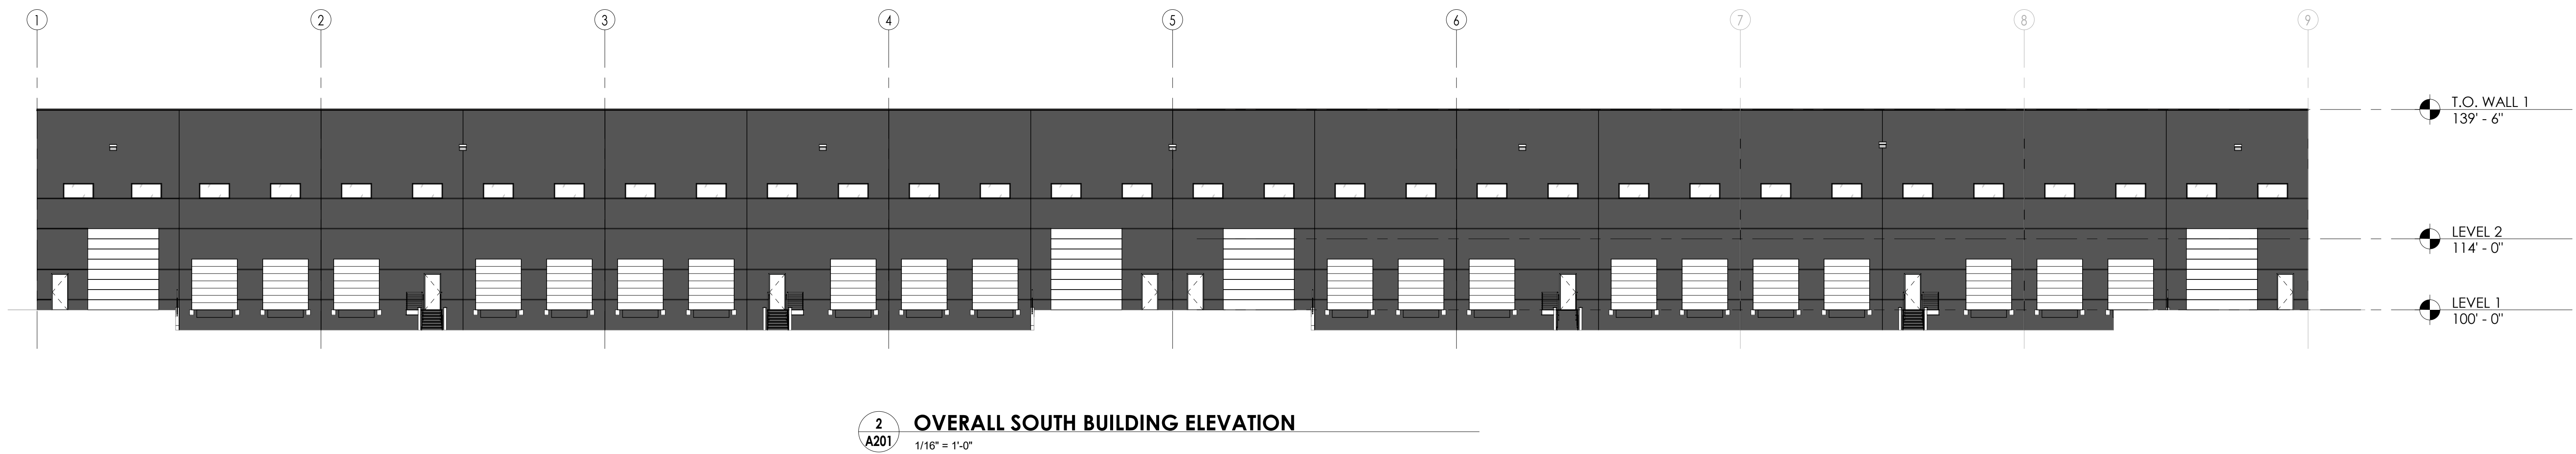 1 2 3 4 5 6 7 8 9
T.O. WALL 1
139' - 6"
LEVEL 2
114' - 0"
LEVEL 1
100' - 0"
2
A201
OVERALL SOUTH BUILDING ELEVATION
1/16" = 1'-0"